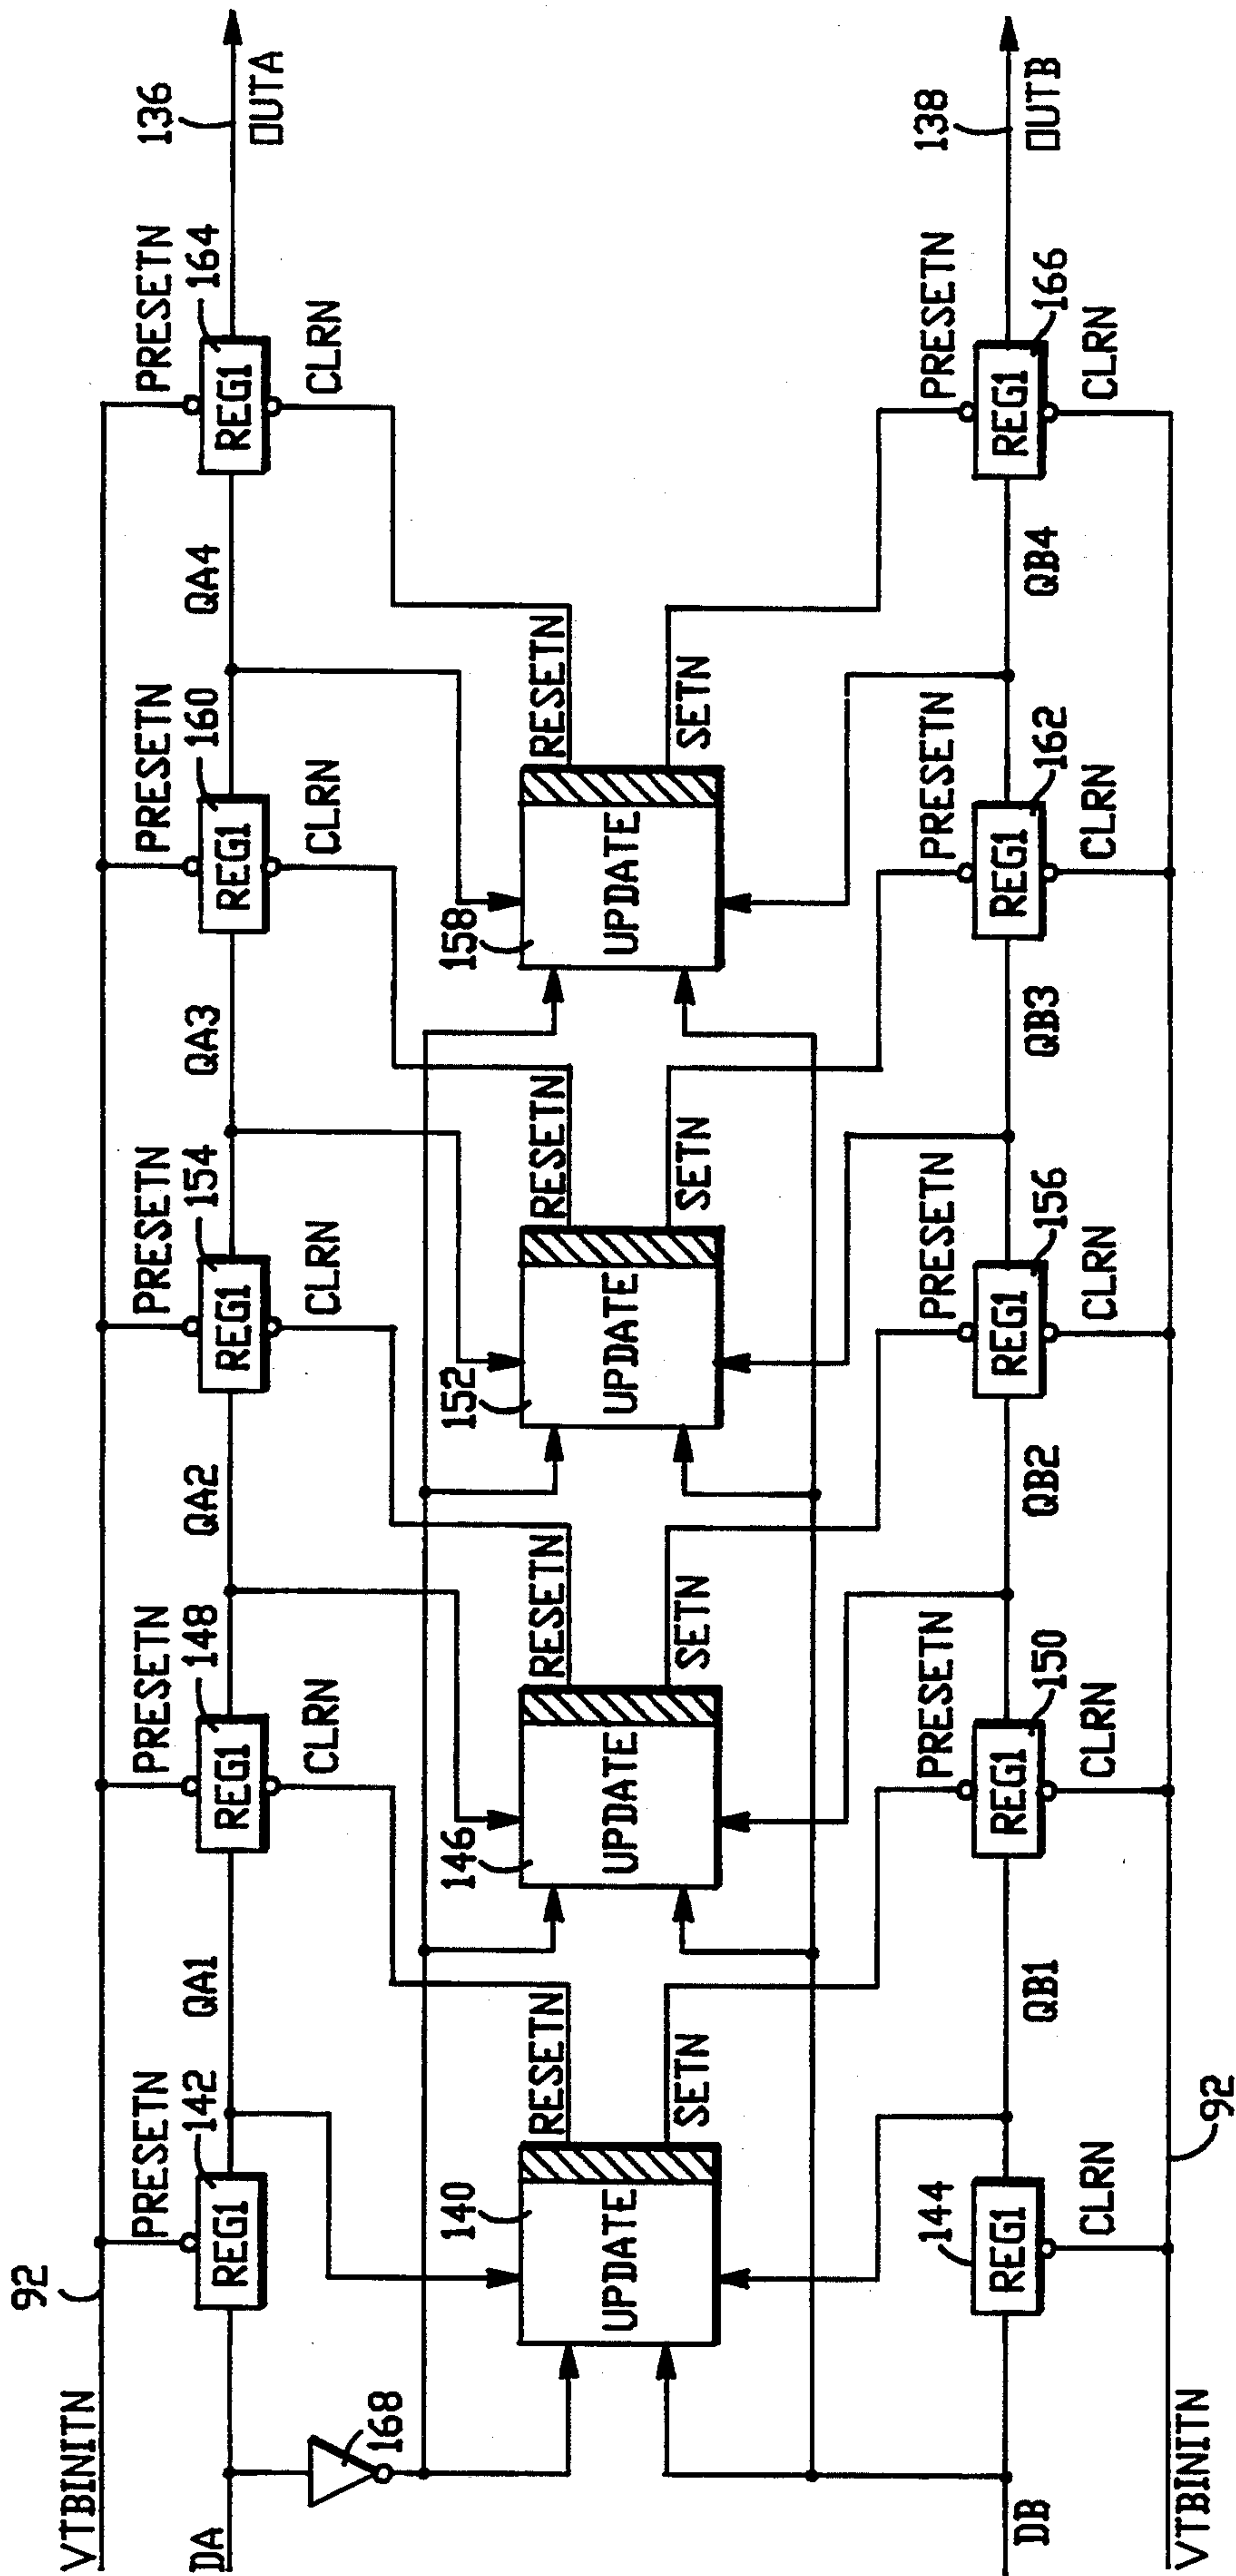 VTBINITN
92
PRESETN
PRESETN
PRESETN
PRESETN
PRESETN
142
148
154
160
164
136
DA
REG1
QA1
REG1
QA2
REG1
QA3
REG1
QA4
REG1
OUTA
CLRN
CLRN
CLRN
CLRN
168
140
146
152
158
RESETN
RESETN
RESETN
RESETN
UPDATE
UPDATE
UPDATE
UPDATE
SETN
SETN
SETN
SETN
PRESETN
PRESETN
PRESETN
PRESETN
144
138
REG1
REG1
REG1
REG1
REG1
DB
QB1
150
QB2
156
QB3
162
QB4
166
OUTB
CLRN
CLRN
CLRN
CLRN
CLRN
VTBINITN
92